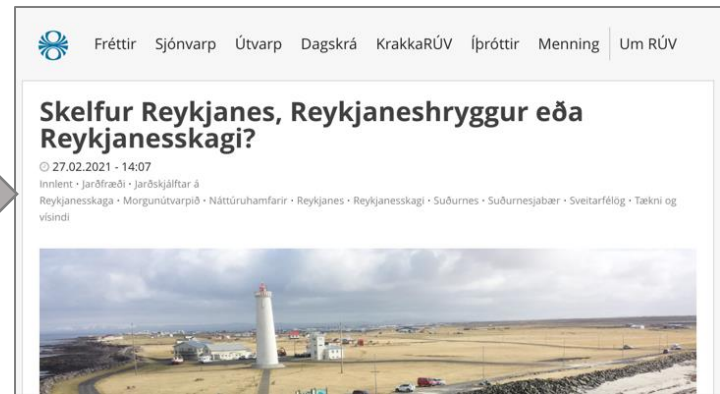 Fréttir Sjónvarp Útvarp Dagskrá KrakkaRÚV Íþróttir Menning Um RÚV
Skelfur Reykjanes, Reykjaneshryggur eða
Reykjanesskagi?
27.02.2021 - 14:07
Innlent · Jarðfræði · Jarðskjálftar á
Reykjanesskaga · Morgunútvarpið · Náttúruhamfarir · Reykjanes · Reykjanesskagi · Suðurnes · Suðurnesjabær · Sveitarfélög · Tækni og
vísindi